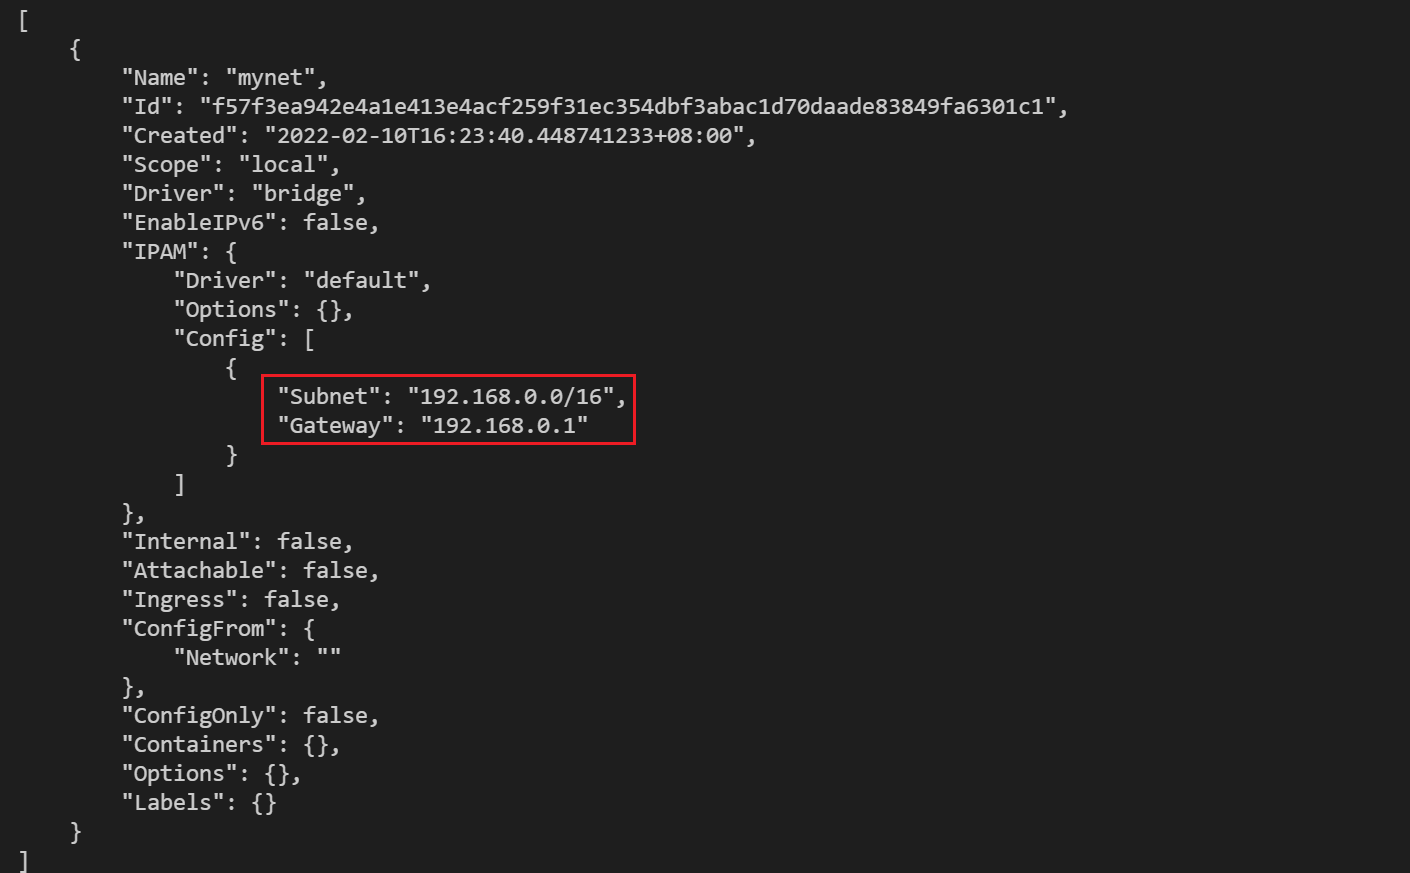 [
    {
        "Name": "mynet",
        "Id": "f57f3ea942e4a1e413e4acf259f31ec354dbf3abac1d70daade83849fa6301c1",
        "Created": "2022-02-10T16:23:40.448741233+08:00",
        "Scope": "local",
        "Driver": "bridge",
        "EnableIPv6": false,
        "IPAM": {
            "Driver": "default",
            "Options": {},
            "Config": [
                {
                    "Subnet": "192.168.0.0/16",
                    "Gateway": "192.168.0.1"
                }
            ]
        },
        "Internal": false,
        "Attachable": false,
        "Ingress": false,
        "ConfigFrom": {
            "Network": ""
        },
        "ConfigOnly": false,
        "Containers": {},
        "Options": {},
        "Labels": {}
    }
]